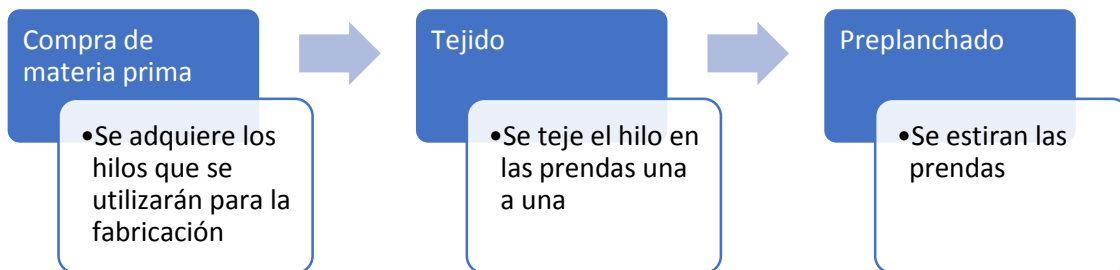 Compra de
materia prima
•Se adquiere los
hilos que se
utilizarán para la
fabricación
Tejido
•Se teje el hilo en
las prendas una
a una
Preplanchado
•Se estiran las
prendas